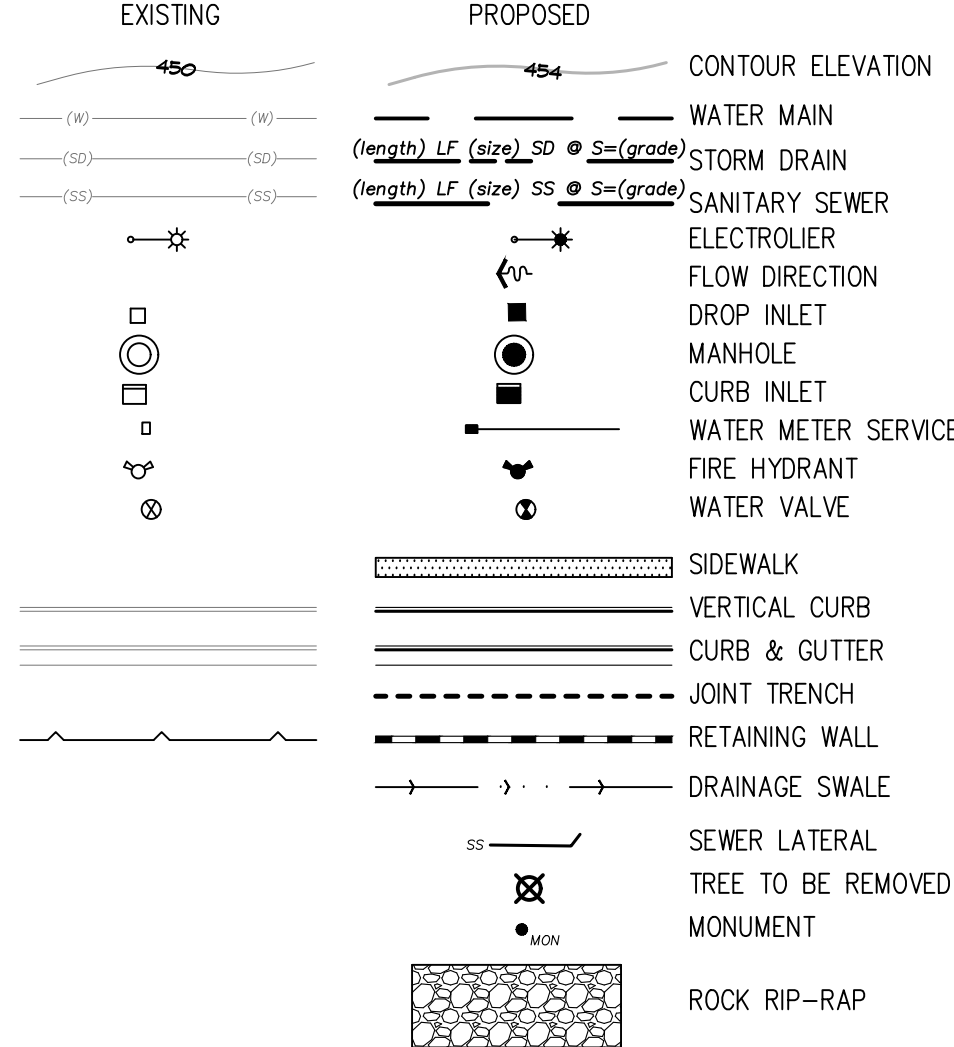 EXISTING PROPOSED
450 454 CONTOUR ELEVATION
(W) (W) WATER MAIN
(length) LF (size) SD @ S=(grade)
(SD) (SD) STORM DRAIN
(length) LF (size) SS @ S=(grade)
(SS) (SS) SANITARY SEWER
ELECTROLIER
FLOW DIRECTION
DROP INLET
MANHOLE
CURB INLET
WATER METER SERVICE
FIRE HYDRANT
WATER VALVE
SIDEWALK
VERTICAL CURB
CURB & GUTTER
JOINT TRENCH
RETAINING WALL
DRAINAGE SWALE
SS SEWER LATERAL
TREE TO BE REMOVED
MONUMENT
MON
ROCK RIP-RAP